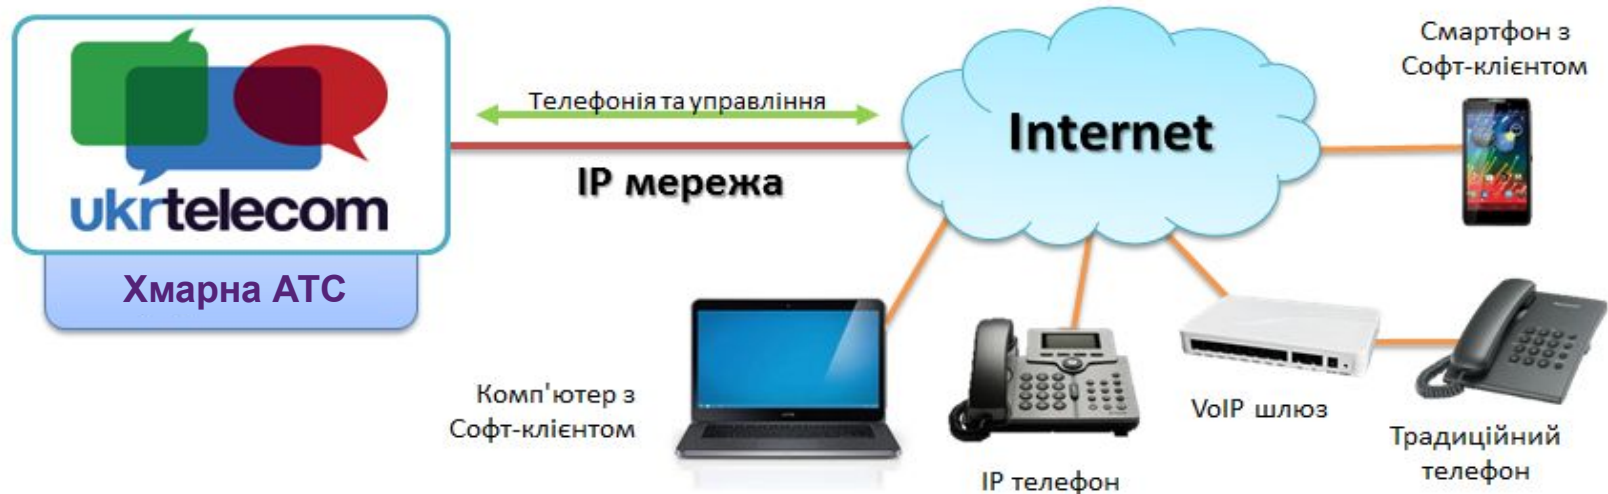 ukrtelecom
Хмарна АТС
Телефонія та управління
IP мережа
Internet
Смартфон з
Софт-клієнтом
Комп'ютер з
Софт-клієнтом
IP телефон
VoIP шлюз
Традиційний
телефон